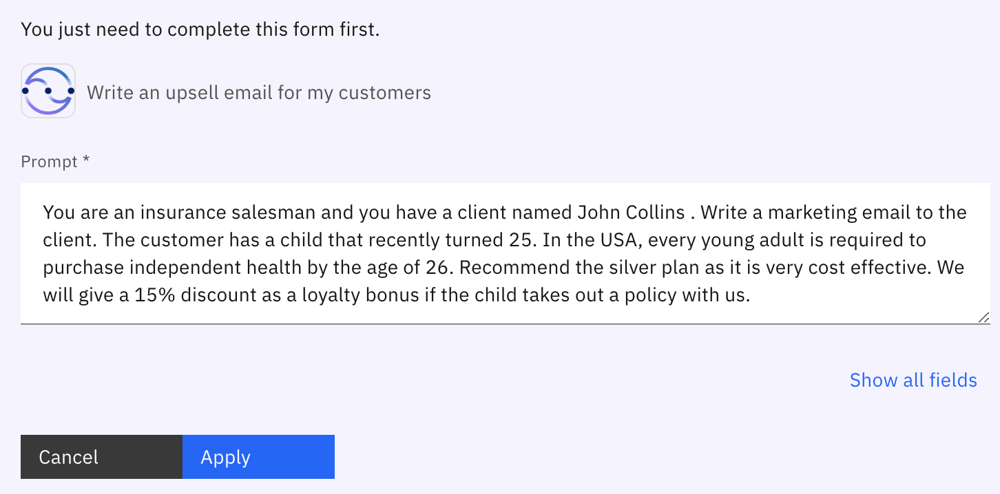 You just need to complete this form first.
Write an upsell email for my customers
Prompt *
You are an insurance salesman and you have a client named John Collins . Write a marketing email to the
client. The customer has a child that recently turned 25. In the USA, every young adult is required to
purchase independent health by the age of 26. Recommend the silver plan as it is very cost effective. We
will give a 15% discount as a loyalty bonus if the child takes out a policy with us.
Show all fields
Cancel
Apply